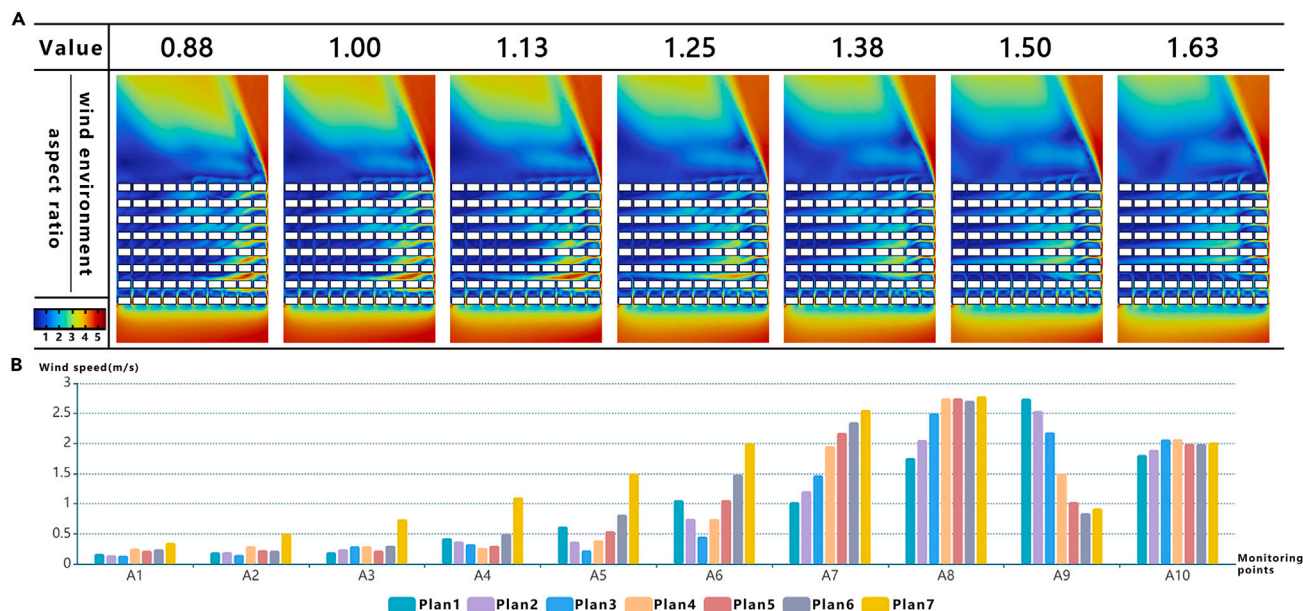 A
Value 0.88 1.00 1.13 1.25 1.38 1.50 1.63
wind environment
aspect ratio
1 2 3 4 5
B
Wind speed(m/s)
3
2.5
2
1.5
1
0.5
0
A1 A2 A3 A4 A5 A6 A7 A8 A9 A10
Monitoring
points
Plan1 Plan2 Plan3 Plan4 Plan5 Plan6 Plan7